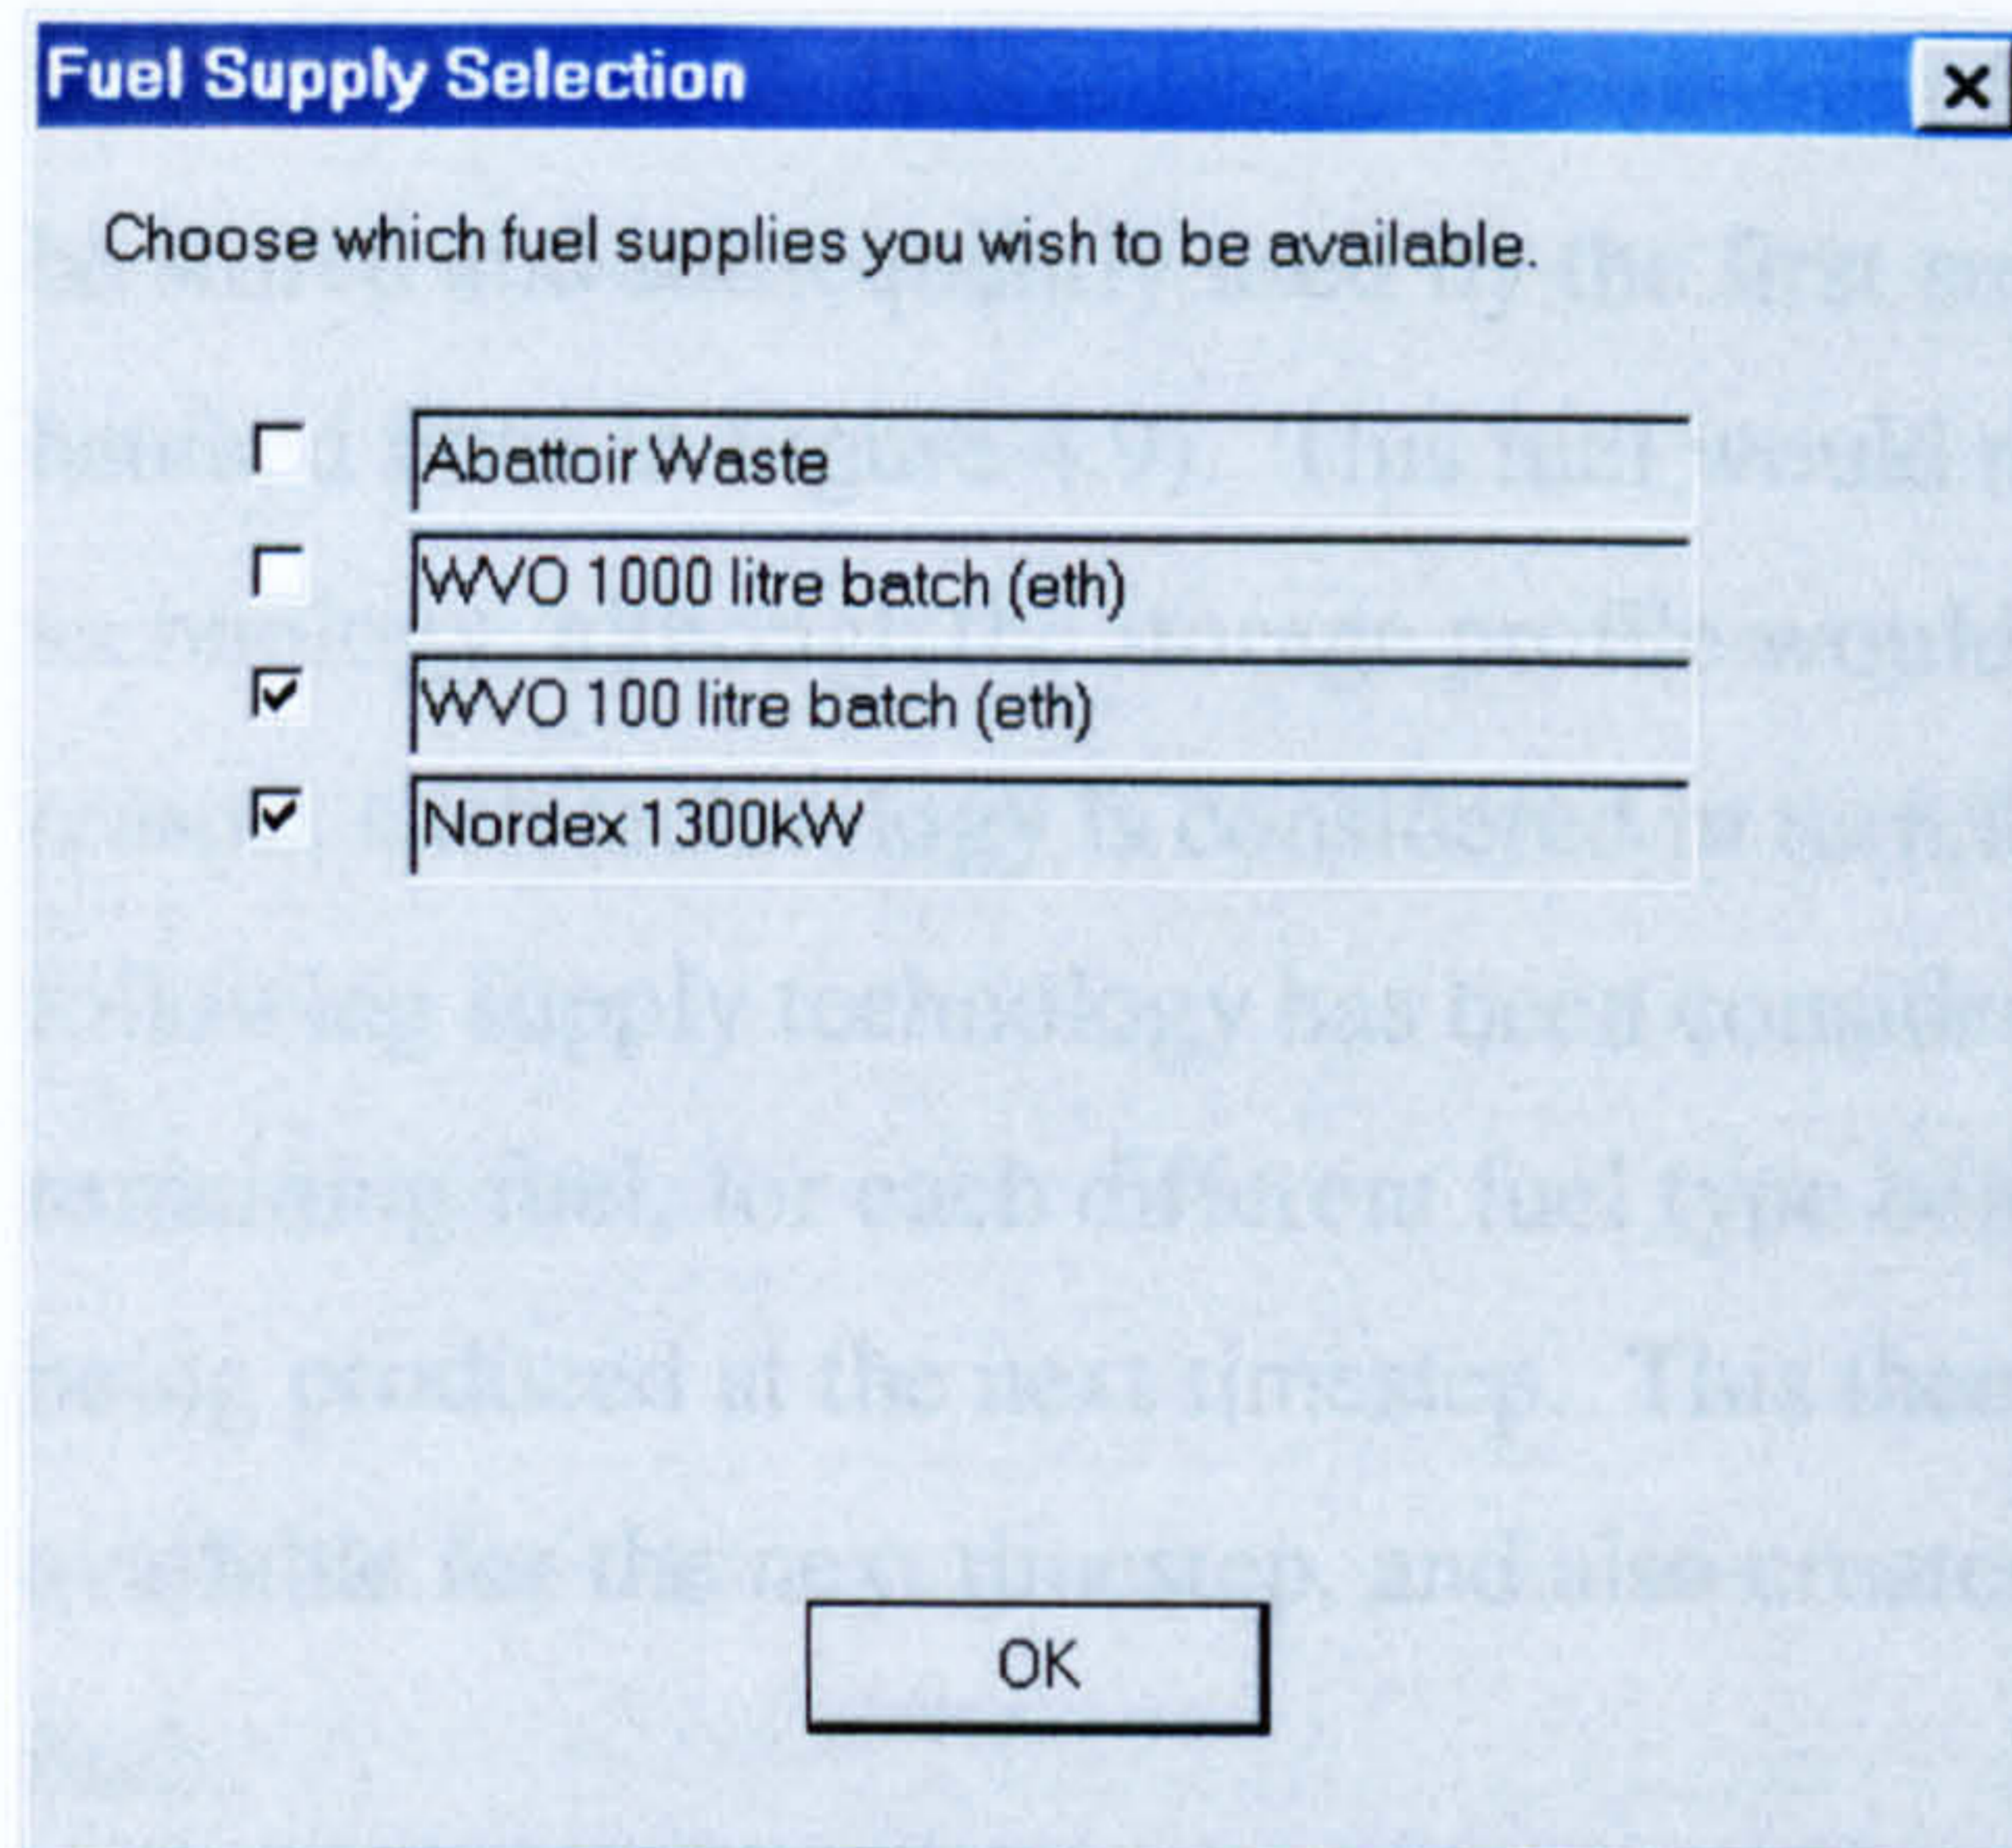 Fuel Supply Selection
Choose which fuel supplies you wish to be available.
Abattoir Waste
WVO 1000 litre batch (eth)
WVO 100 litre batch (eth)
Nordex 1300kW
OK